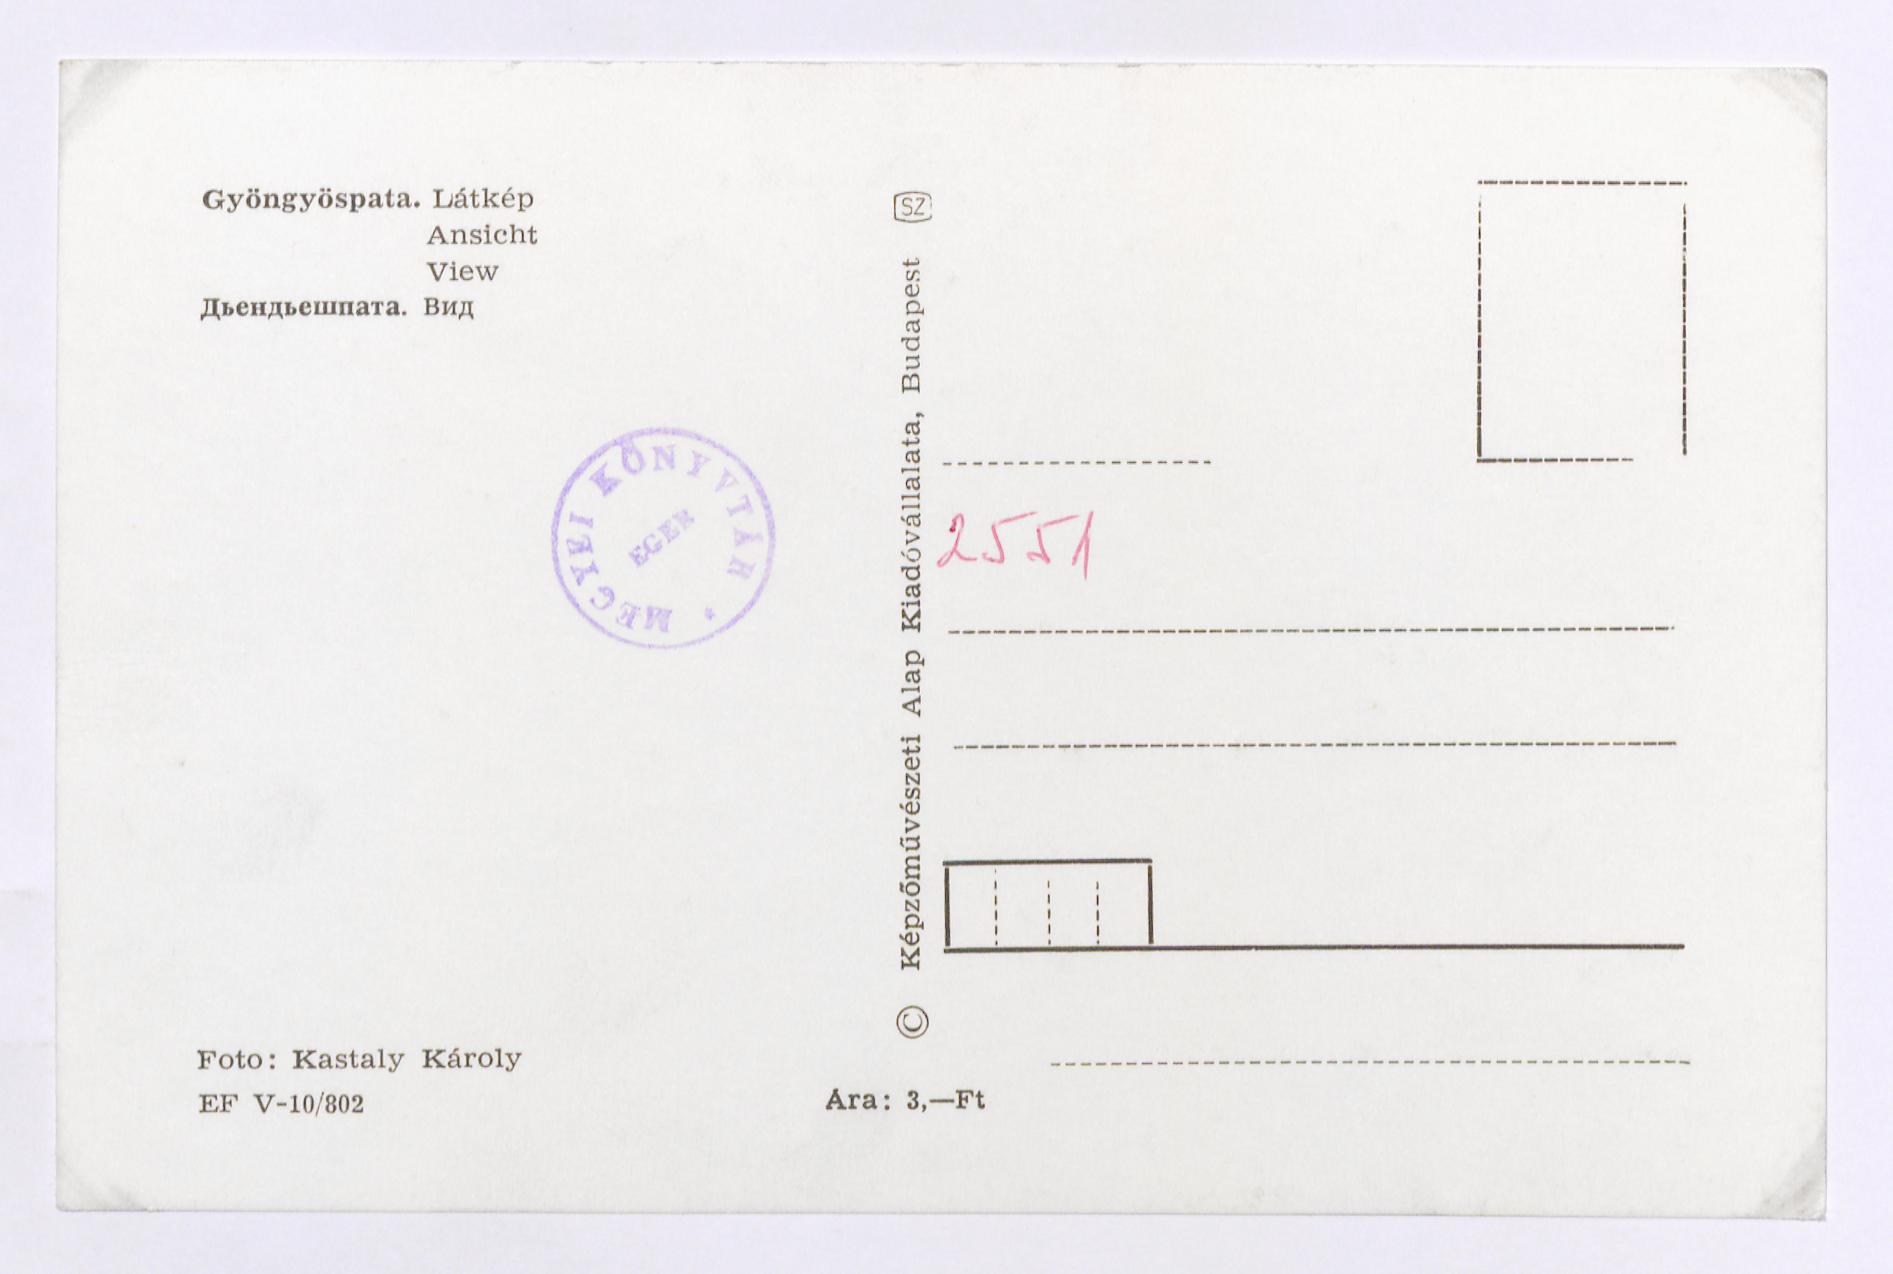 Gyöngyöspata. Látkép
Ansicht
View
Дьендьешпата. Вид
MEGYEI KÖNYVTÁR *
EGER
Foto: Kastaly Károly
EF V-10/802
© Képzőművészeti Alap Kiadóvállalata, Budapest SZ
Ára: 3,—Ft
2551